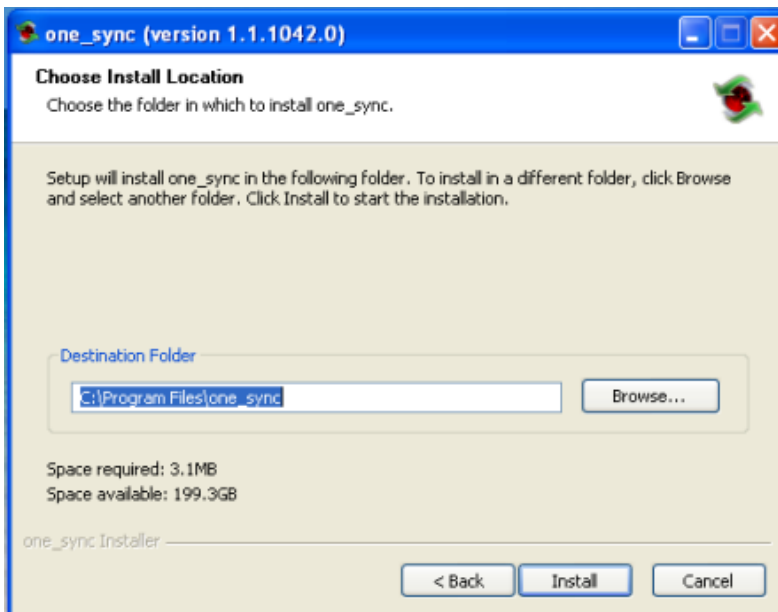 one_sync (version 1.1.1042.0)
Choose Install Location
Choose the folder in which to install one_sync.
Setup will install one_sync in the following folder. To install in a different folder, click Browse
and select another folder. Click Install to start the installation.
Destination Folder
C:\Program Files\one_sync
Browse...
Space required: 3.1MB
Space available: 199.3GB
one_sync Installer
< Back Install Cancel